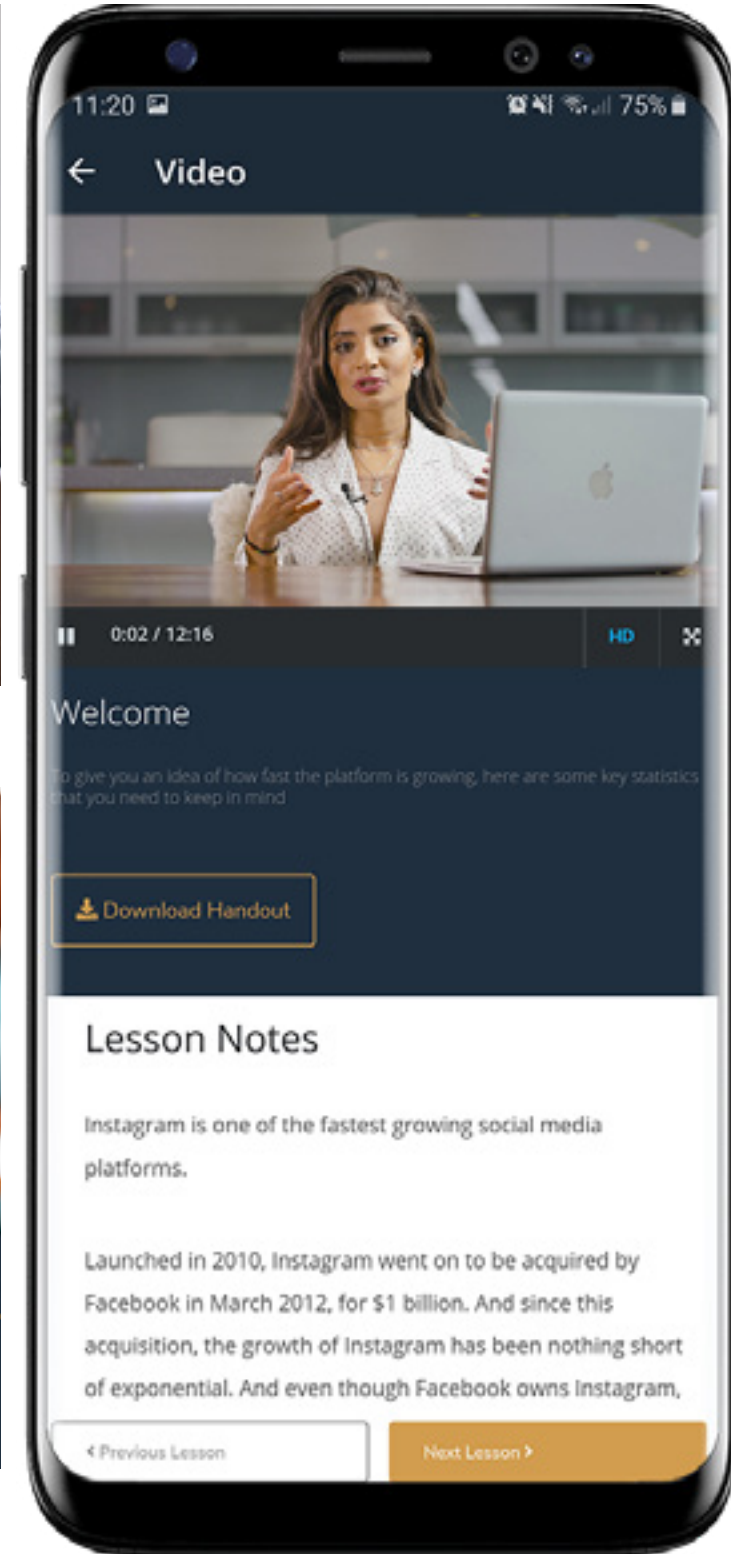 11:20 75%
Video
0:02 / 12:16 HD
Welcome
To give you an idea of how fast the platform is growing, here are some key statistics
that you need to keep in mind
Download Handout
Lesson Notes
Instagram is one of the fastest growing social media
platforms.
Launched in 2010, Instagram went on to be acquired by
Facebook in March 2012, for $1 billion. And since this
acquisition, the growth of Instagram has been nothing short
of exponential. And even though Facebook owns Instagram,
Previous Lesson Next Lesson